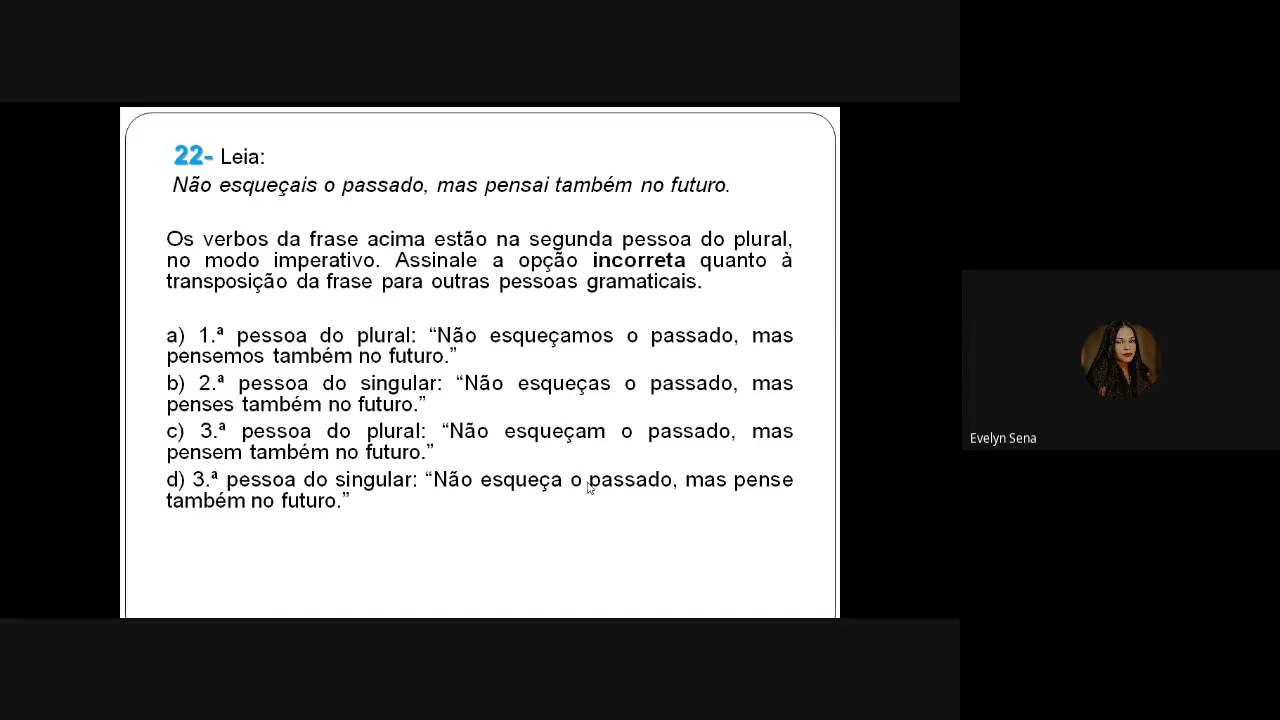 22- Leia:
Não esqueçais o passado, mas pensai também no futuro.
Os verbos da frase acima estão na segunda pessoa do plural,
no modo imperativo. Assinale a opção incorreta quanto à
transposição da frase para outras pessoas gramaticais.
a) 1.ª pessoa do plural: “Não esqueçamos o passado, mas
pensemos também no futuro.”
b) 2.ª pessoa do singular: “Não esqueças o passado, mas
penses também no futuro.”
c) 3.ª pessoa do plural: “Não esqueçam o passado, mas
pensem também no futuro.”
d) 3.ª pessoa do singular: “Não esqueça o passado, mas pense
também no futuro.”
Evelyn Sena